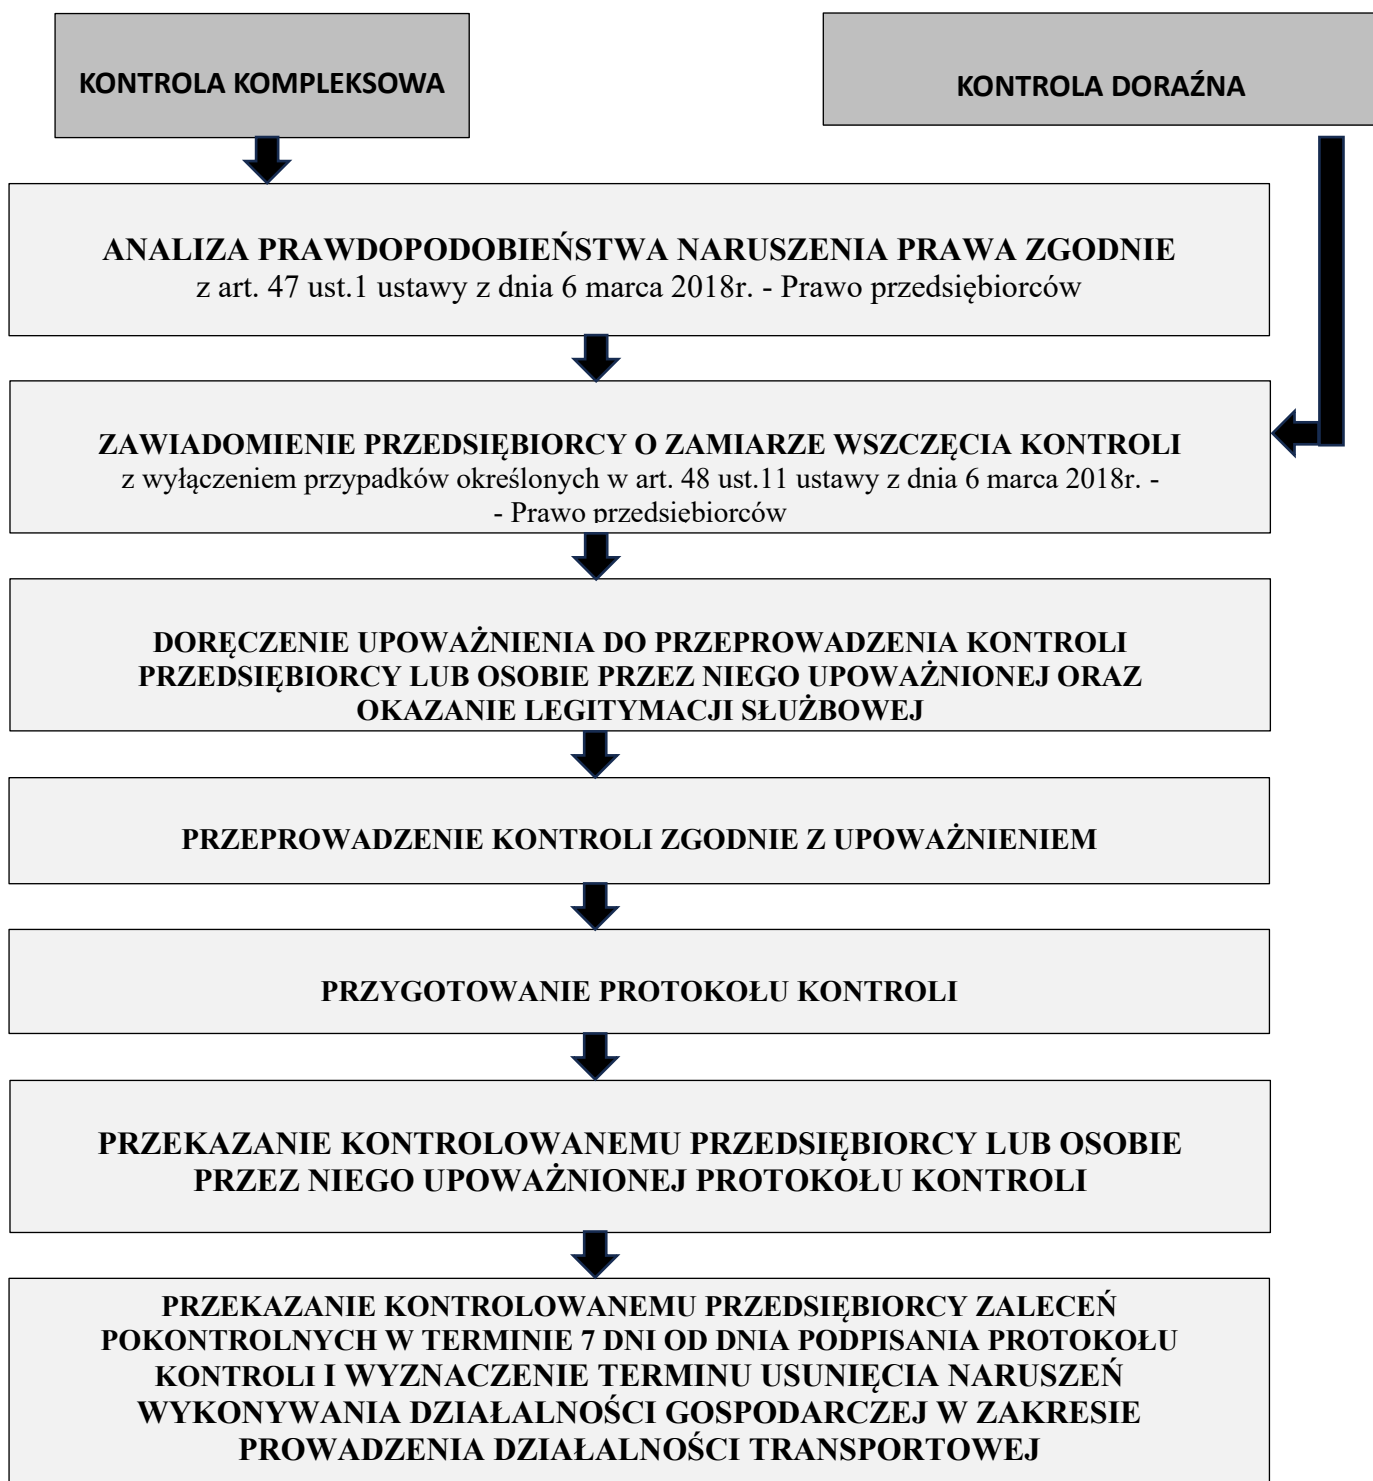 KONTROLA KOMPLEKSOWA
KONTROLA DORAŹNA
ANALIZA PRAWDOPODOBIEŃSTWA NARUSZENIA PRAWA ZGODNIE
z art. 47 ust.1 ustawy z dnia 6 marca 2018r. - Prawo przedsiębiorców
ZAWIADOMIENIE PRZEDSIĘBIORCY O ZAMIARZE WSZCZĘCIA KONTROLI
z wyłączeniem przypadków określonych w art. 48 ust.11 ustawy z dnia 6 marca 2018r. -
- Prawo przedsiębiorców
DORĘCZENIE UPOWAŻNIENIA DO PRZEPROWADZENIA KONTROLI
PRZEDSIĘBIORCY LUB OSOBIE PRZEZ NIEGO UPOWAŻNIONEJ ORAZ
OKAZANIE LEGITYMACJI SŁUŻBOWEJ
PRZEPROWADZENIE KONTROLI ZGODNIE Z UPOWAŻNIENIEM
PRZYGOTOWANIE PROTOKOŁU KONTROLI
PRZEKAZANIE KONTROLOWANEMU PRZEDSIĘBIORCY LUB OSOBIE
PRZEZ NIEGO UPOWAŻNIONEJ PROTOKOŁU KONTROLI
PRZEKAZANIE KONTROLOWANEMU PRZEDSIĘBIORCY ZALECEŃ
POKONTROLNYCH W TERMINIE 7 DNI OD DNIA PODPISANIA PROTOKOŁU
KONTROLI I WYZNACZENIE TERMINU USUNIĘCIA NARUSZEŃ
WYKONYWANIA DZIAŁALNOŚCI GOSPODARCZEJ W ZAKRESIE
PROWADZENIA DZIAŁALNOŚCI TRANSPORTOWEJ